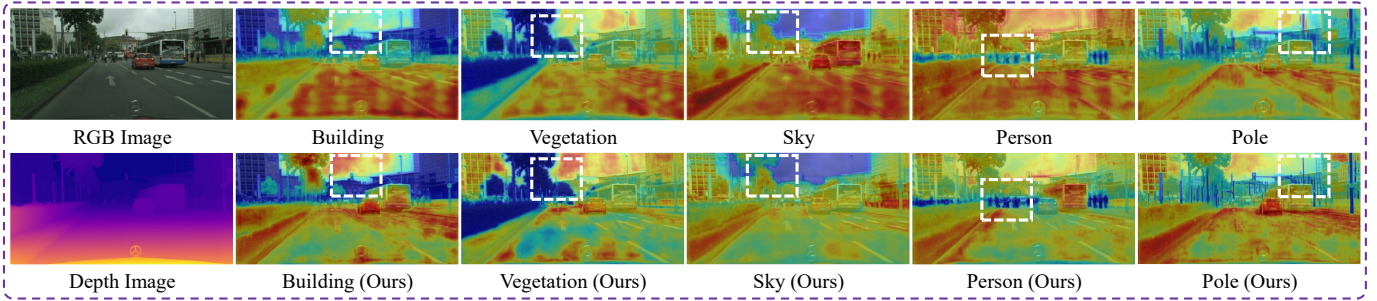 RGB Image Building Vegetation Sky Person Pole
Depth Image Building (Ours) Vegetation (Ours) Sky (Ours) Person (Ours) Pole (Ours)